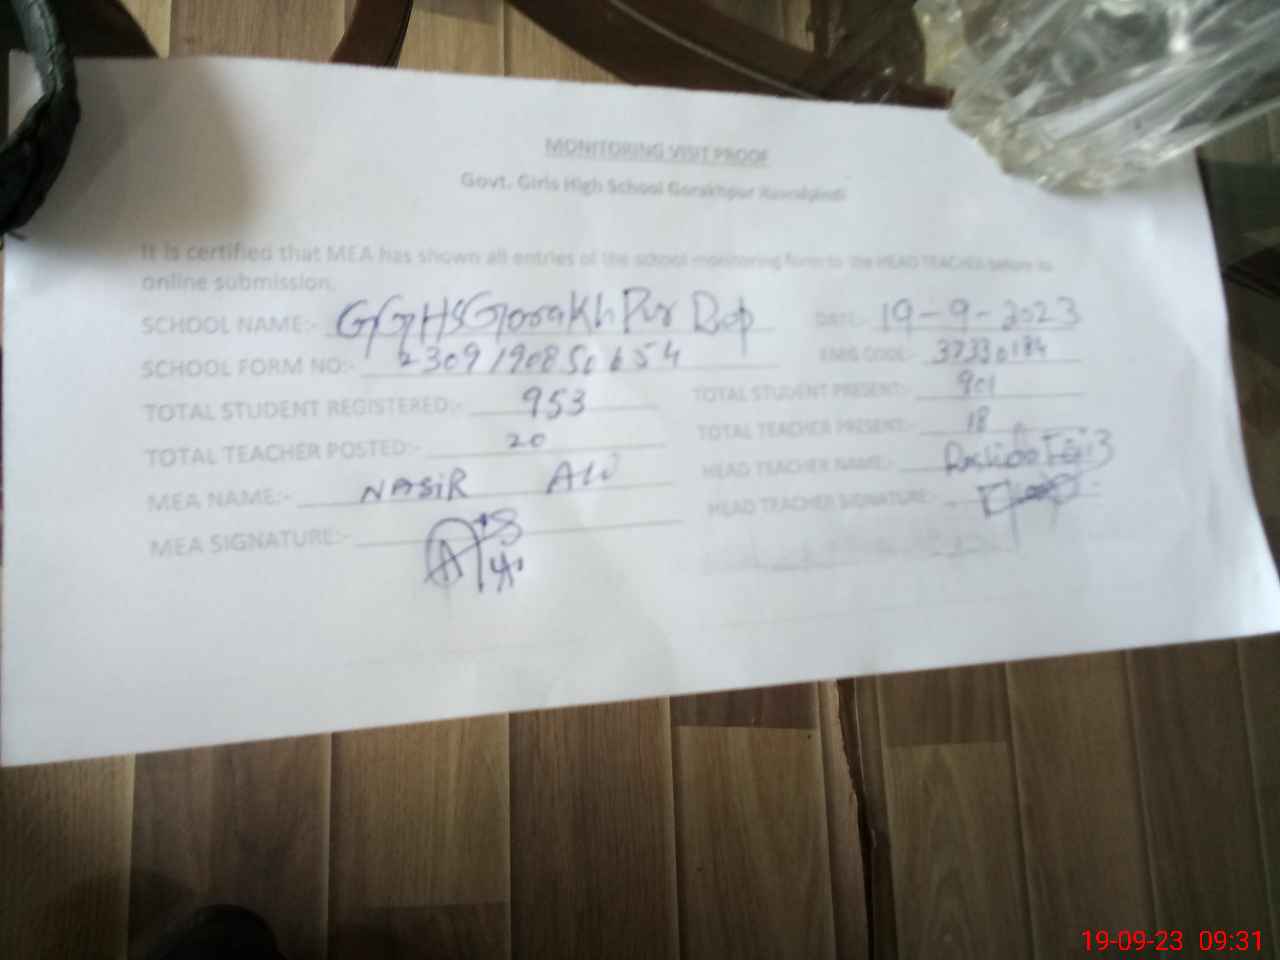 MONITORING VISIT PROOF
Govt. Girls High School Gorakhpur Rawalpindi
It is certified that MEA has shown all entries of the school monitoring form to the HEAD TEACHER before its
online submission.
SCHOOL NAME:- GGHS GorakhPur Rwp DATE:- 19-9-2023
SCHOOL FORM NO:- 230919085 0654 EMIS CODE:- 37330184
TOTAL STUDENT REGISTERED:- 953 TOTAL STUDENT PRESENT:- 901
TOTAL TEACHER POSTED:- 20 TOTAL TEACHER PRESENT:- 18
MEA NAME:- NASIR HEAD TEACHER NAME:-
MEA SIGNATURE:- HEAD TEACHER SIGNATURE:-
19-09-23 09:31